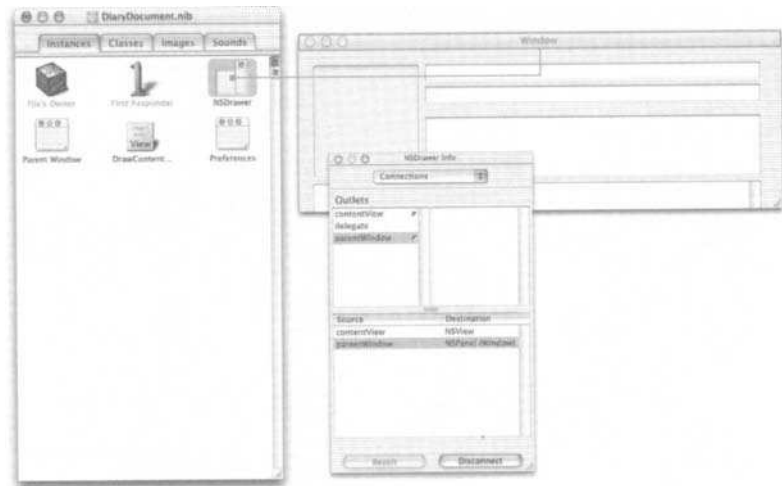 DiaryDocument.nib
Instances
Classes
Images
Sounds
File's Owner
First Responder
NSDrawer
Parent Window
DrawContent...
Preferences
View
Window
NSDrawer Info
Connections
Outlets
contentView
delegate
parentWindow
Source
Destination
contentView
NSView
parentWindow
NSPanel (Window)
Revert
Disconnect